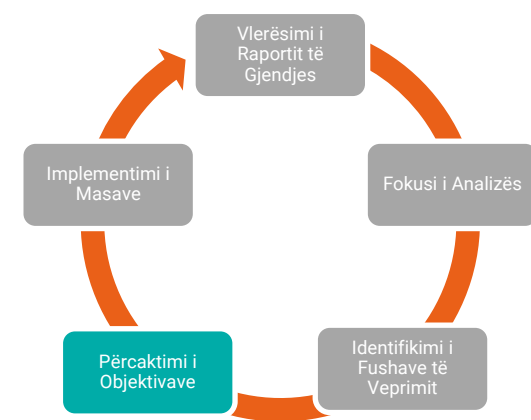 Vlerësimi i
Raportit të
Gjendjes
Fokusi i Analizës
Identifikimi i
Fushave të
Veprimit
Përcaktimi i
Objektivave
Implementimi i
Masave